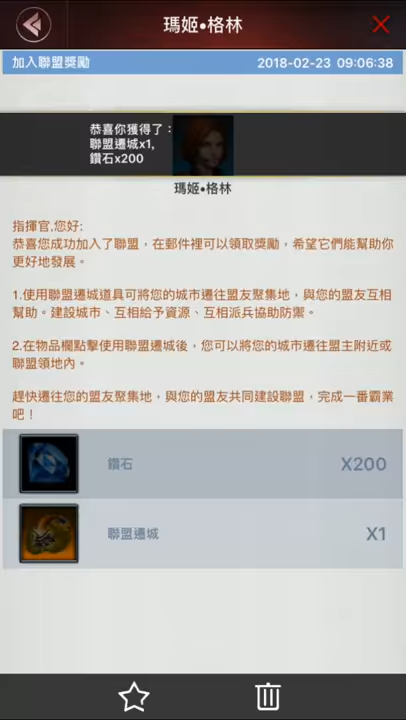 瑪姬•格林
加入聯盟獎勵 2018-02-23 09:06:38
恭喜你獲得了：
聯盟遷城x1,
鑽石x200
瑪姬•格林
指揮官,您好:
恭喜您成功加入了聯盟，在郵件裡可以領取獎勵，希望它們能幫助你
更好地發展。
1.使用聯盟遷城道具可將您的城市遷往盟友聚集地，與您的盟友互相
幫助。建設城市、互相給予資源、互相派兵協助防禦。
2.在物品欄點擊使用聯盟遷城後，您可以將您的城市遷往盟主附近或
聯盟領地內。
趕快遷往您的盟友聚集地，與您的盟友共同建設聯盟，完成一番霸業
吧！
鑽石 X200
聯盟遷城 X1